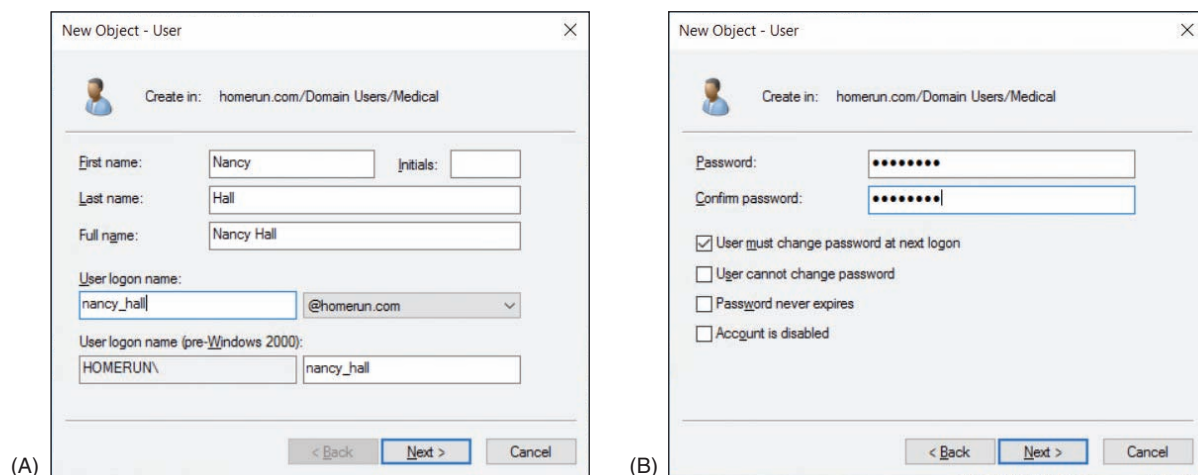 New Object - User
Create in: homerun.com/Domain Users/Medical
First name: Nancy Initials:
Last name: Hall
Full name: Nancy Hall
User logon name:
nancy_hall @homerun.com
User logon name (pre-Windows 2000):
HOMERUN\ nancy_hall
< Back Next > Cancel
(A)
New Object - User
Create in: homerun.com/Domain Users/Medical
Password: ••••••••
Confirm password: ••••••••
User must change password at next logon
User cannot change password
Password never expires
Account is disabled
< Back Next > Cancel
(B)